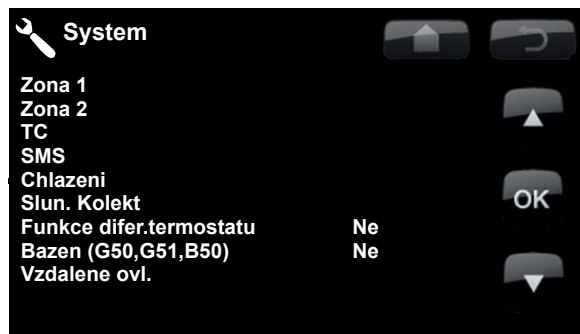 System
Zona 1
Zona 2
TC
SMS
Chlazeni
Slun. Kolekt
OK
Funkce difer.termostatu Ne
Bazen (G50,G51,B50) Ne
Vzdalene ovl.